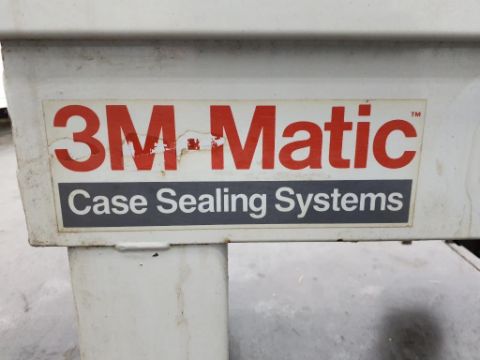 3M-Matic™
Case Sealing Systems